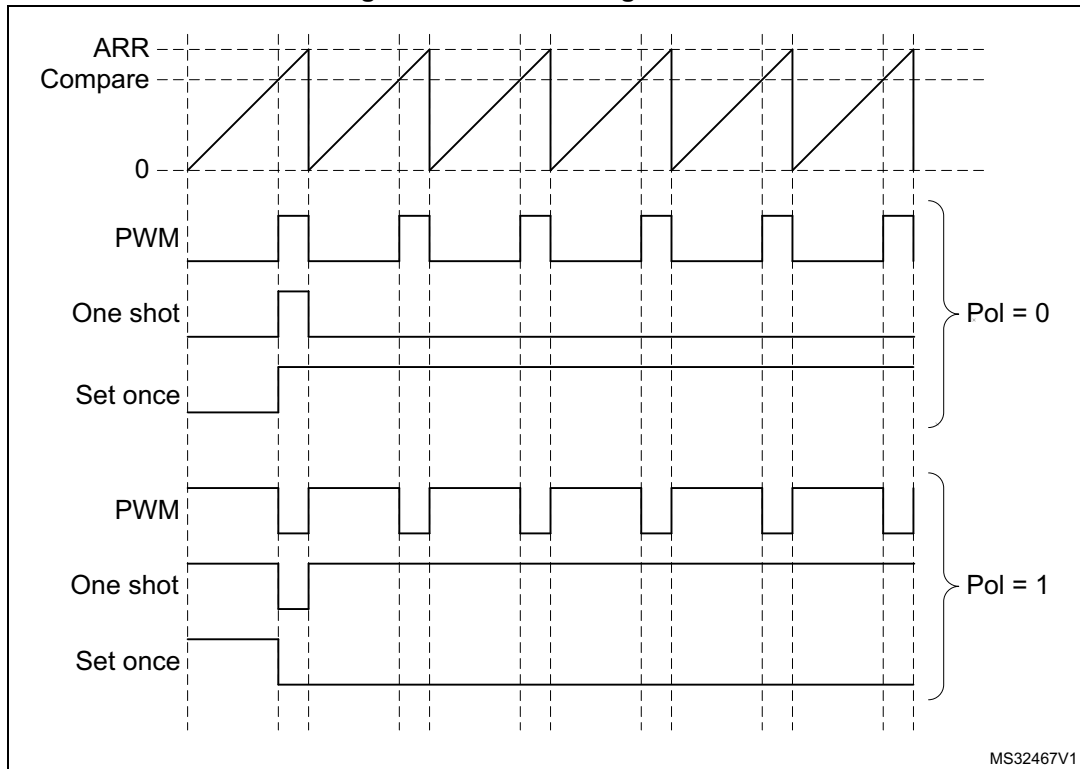 ARR
Compare
0
PWM
One shot
Pol = 0
Set once
PWM
One shot
Pol = 1
Set once
MS32467V1